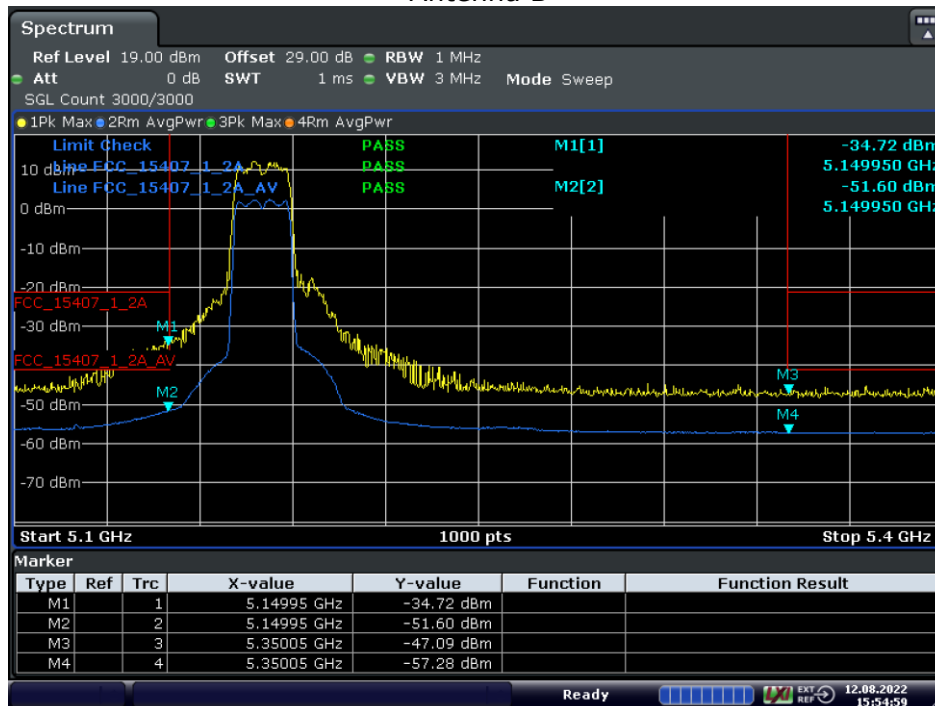 Spectrum
Ref Level 19.00 dBm Offset 29.00 dB RBW 1 MHz
Att 0 dB SWT 1 ms VBW 3 MHz Mode Sweep
SGL Count 3000/3000
1Pk Max 2Rm AvgPwr 3Pk Max 4Rm AvgPwr
Limit Check PASS M1[1] -34.72 dBm
10 dBm Line FCC_15407_1_2A PASS 5.149950 GHz
Line FCC_15407_1_2A_AV PASS M2[2] -51.60 dBm
0 dBm 5.149950 GHz
-10 dBm
-20 dBm
FCC_15407_1_2A
-30 dBm M1
FCC_15407_1_2A_AV
M3
M2
-50 dBm M4
-60 dBm
-70 dBm
Start 5.1 GHz 1000 pts Stop 5.4 GHz
Marker
Type Ref Trc X-value Y-value Function Function Result
M1 1 5.14995 GHz -34.72 dBm
M2 2 5.14995 GHz -51.60 dBm
M3 3 5.35005 GHz -47.09 dBm
M4 4 5.35005 GHz -57.28 dBm
Ready LXI EXT REF 12.08.2022
15:54:59